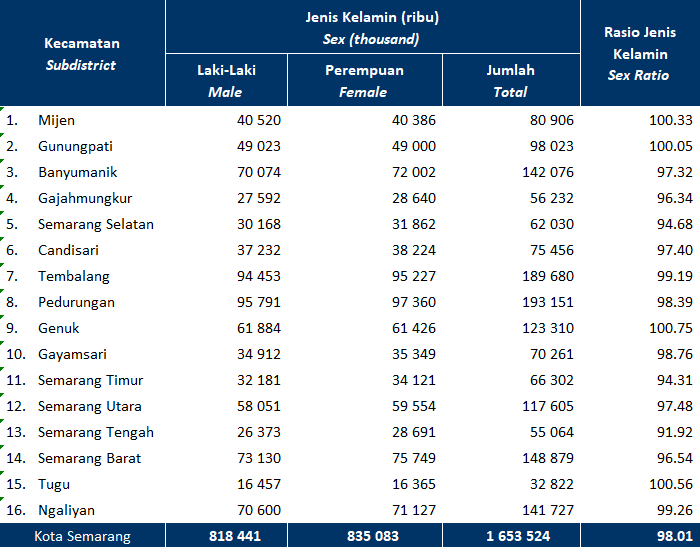 Kecamatan
Subdistrict
Jenis Kelamin (ribu)
Sex (thousand)
Rasio Jenis
Kelamin
Sex Ratio
Laki-Laki
Male
Perempuan
Female
Jumlah
Total
1. Mijen 40 520 40 386 80 906 100.33
2. Gunungpati 49 023 49 000 98 023 100.05
3. Banyumanik 70 074 72 002 142 076 97.32
4. Gajahmungkur 27 592 28 640 56 232 96.34
5. Semarang Selatan 30 168 31 862 62 030 94.68
6. Candisari 37 232 38 224 75 456 97.40
7. Tembalang 94 453 95 227 189 680 99.19
8. Pedurungan 95 791 97 360 193 151 98.39
9. Genuk 61 884 61 426 123 310 100.75
10. Gayamsari 34 912 35 349 70 261 98.76
11. Semarang Timur 32 181 34 121 66 302 94.31
12. Semarang Utara 58 051 59 554 117 605 97.48
13. Semarang Tengah 26 373 28 691 55 064 91.92
14. Semarang Barat 73 130 75 749 148 879 96.54
15. Tugu 16 457 16 365 32 822 100.56
16. Ngaliyan 70 600 71 127 141 727 99.26
Kota Semarang 818 441 835 083 1 653 524 98.01